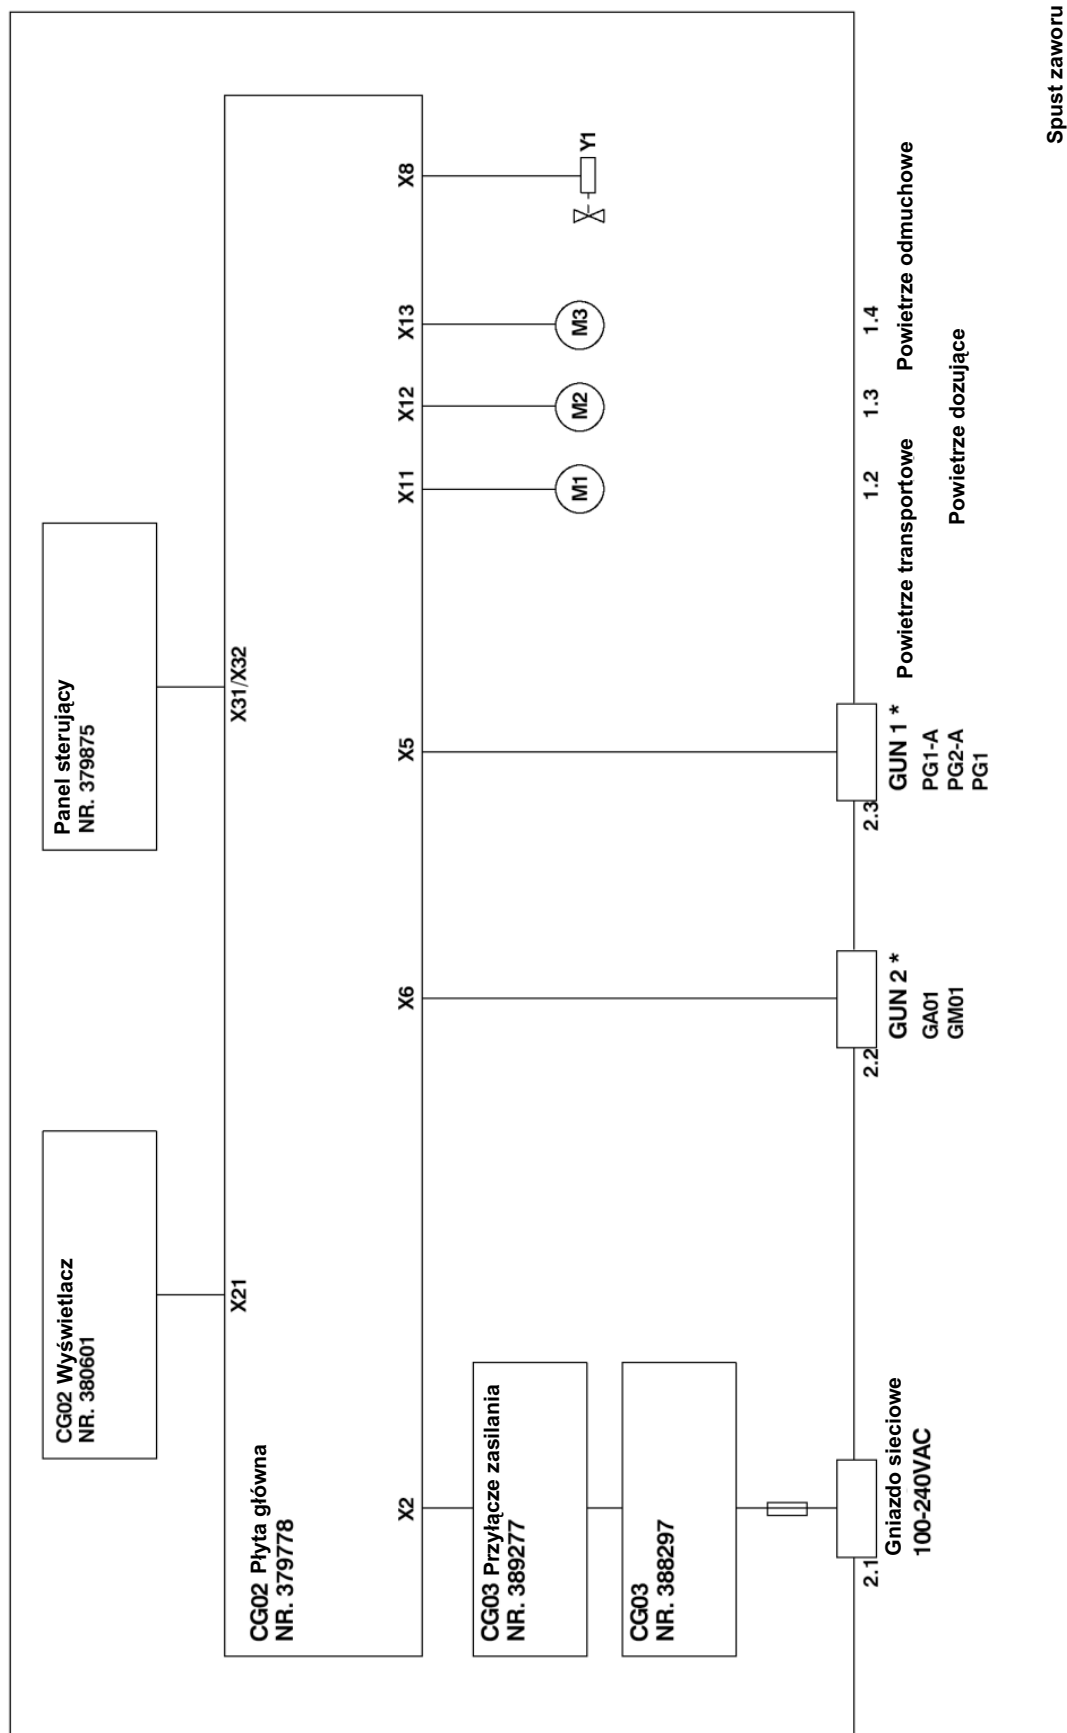 CG02 Wyświetlacz
NR. 380601
Panel sterujący
NR. 379875
X21
X31/X32
CG02 Płyta główna
NR. 379778
X2
X6
X5
X11
X12
X13
X8
CG03 Przyłącze zasilania
NR. 389277
M1
M2
M3
Y1
CG03
NR. 388297
2.1
2.2
2.3
1.2
1.3
1.4
Gniazdo sieciowe
100-240VAC
GUN 2 *
GA01
GM01
GUN 1 *
PG1-A
PG2-A
PG1
Powietrze transportowe
Powietrze odmuchowe
Powietrze dozujące
Spust zaworu